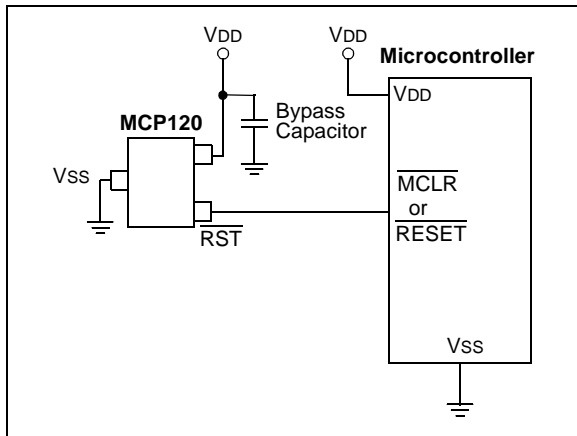 VDD
VDD
Microcontroller
VDD
Bypass
Capacitor
MCP120
VSS
MCLR
or
RESET
RST
VSS